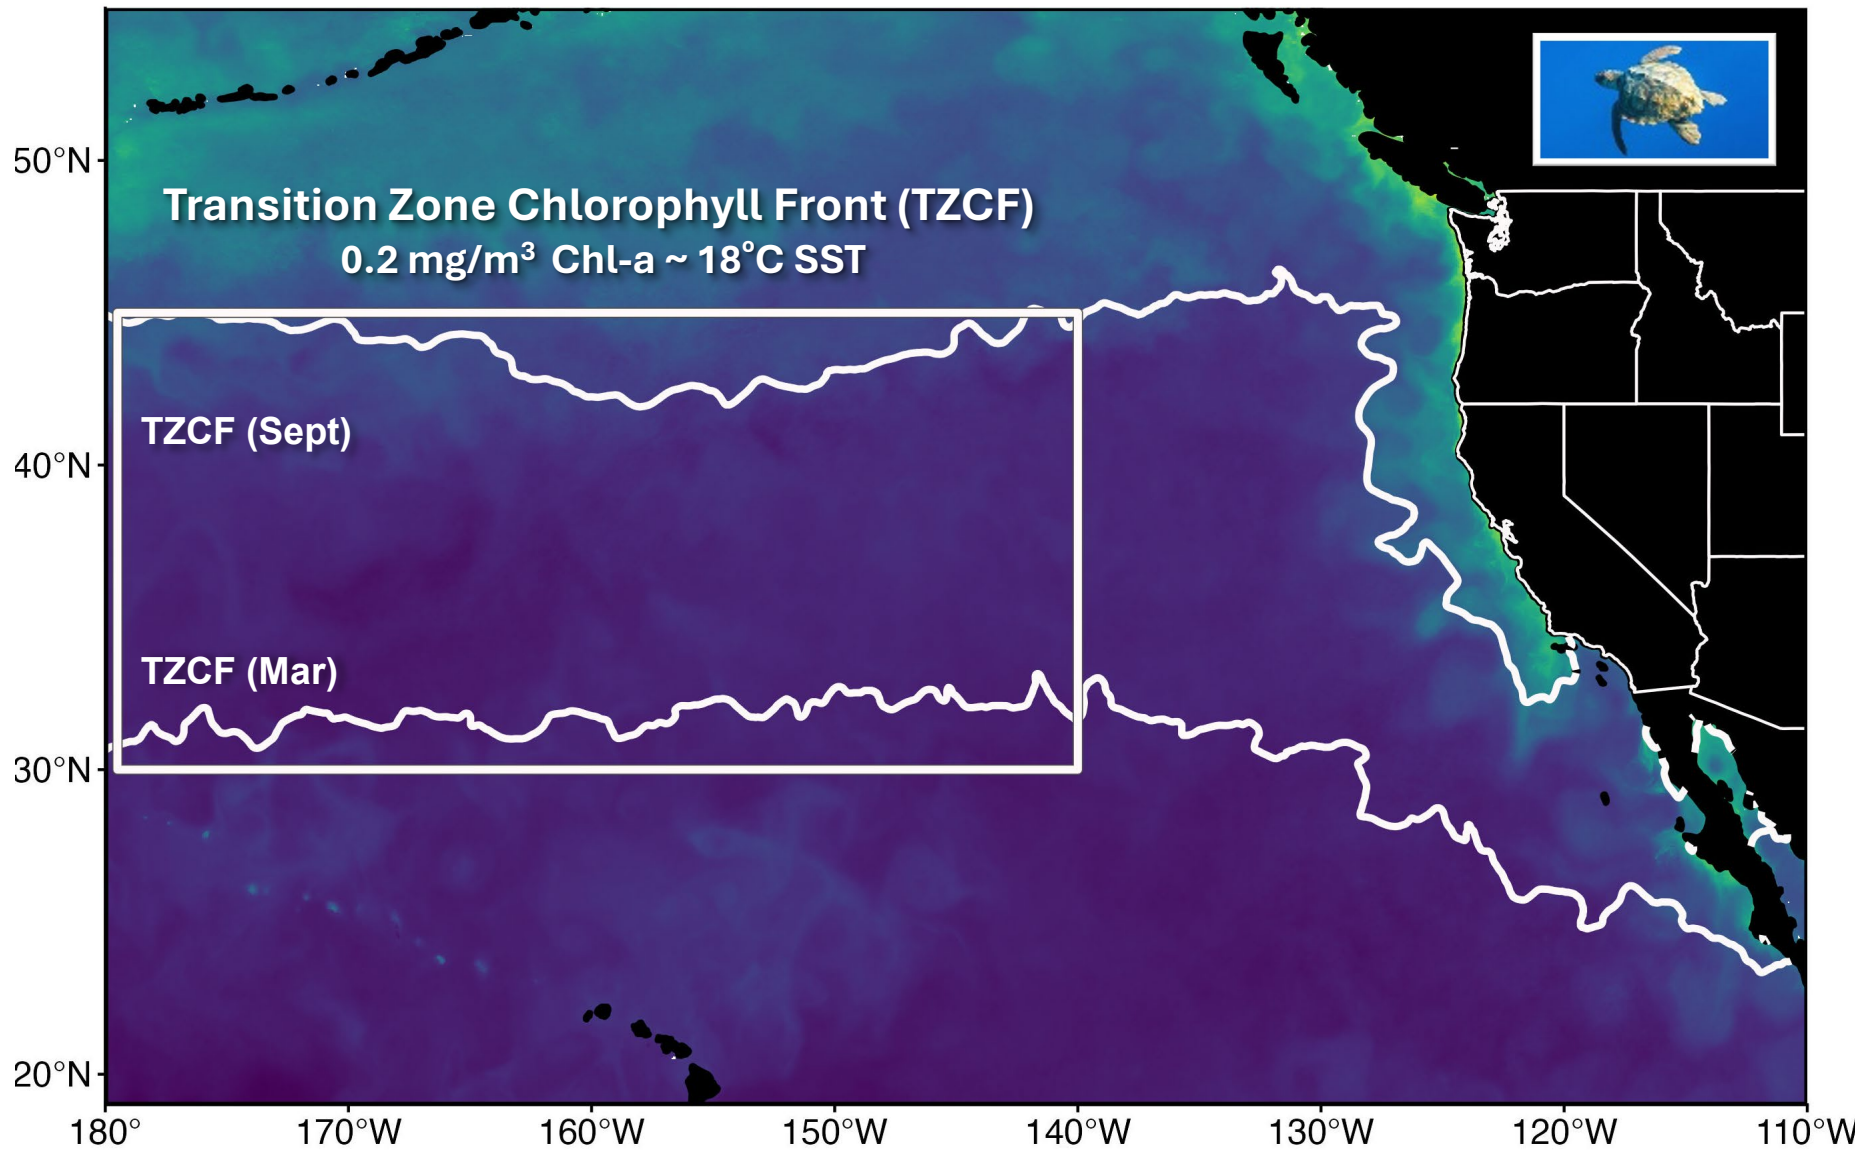 50°N
Transition Zone Chlorophyll Front (TZCF)
0.2 mg/m³ Chl-a ~ 18°C SST
TZCF (Sept)
40°N
TZCF (Mar)
30°N
20°N
180° 170°W 160°W 150°W 140°W 130°W 120°W 110°W